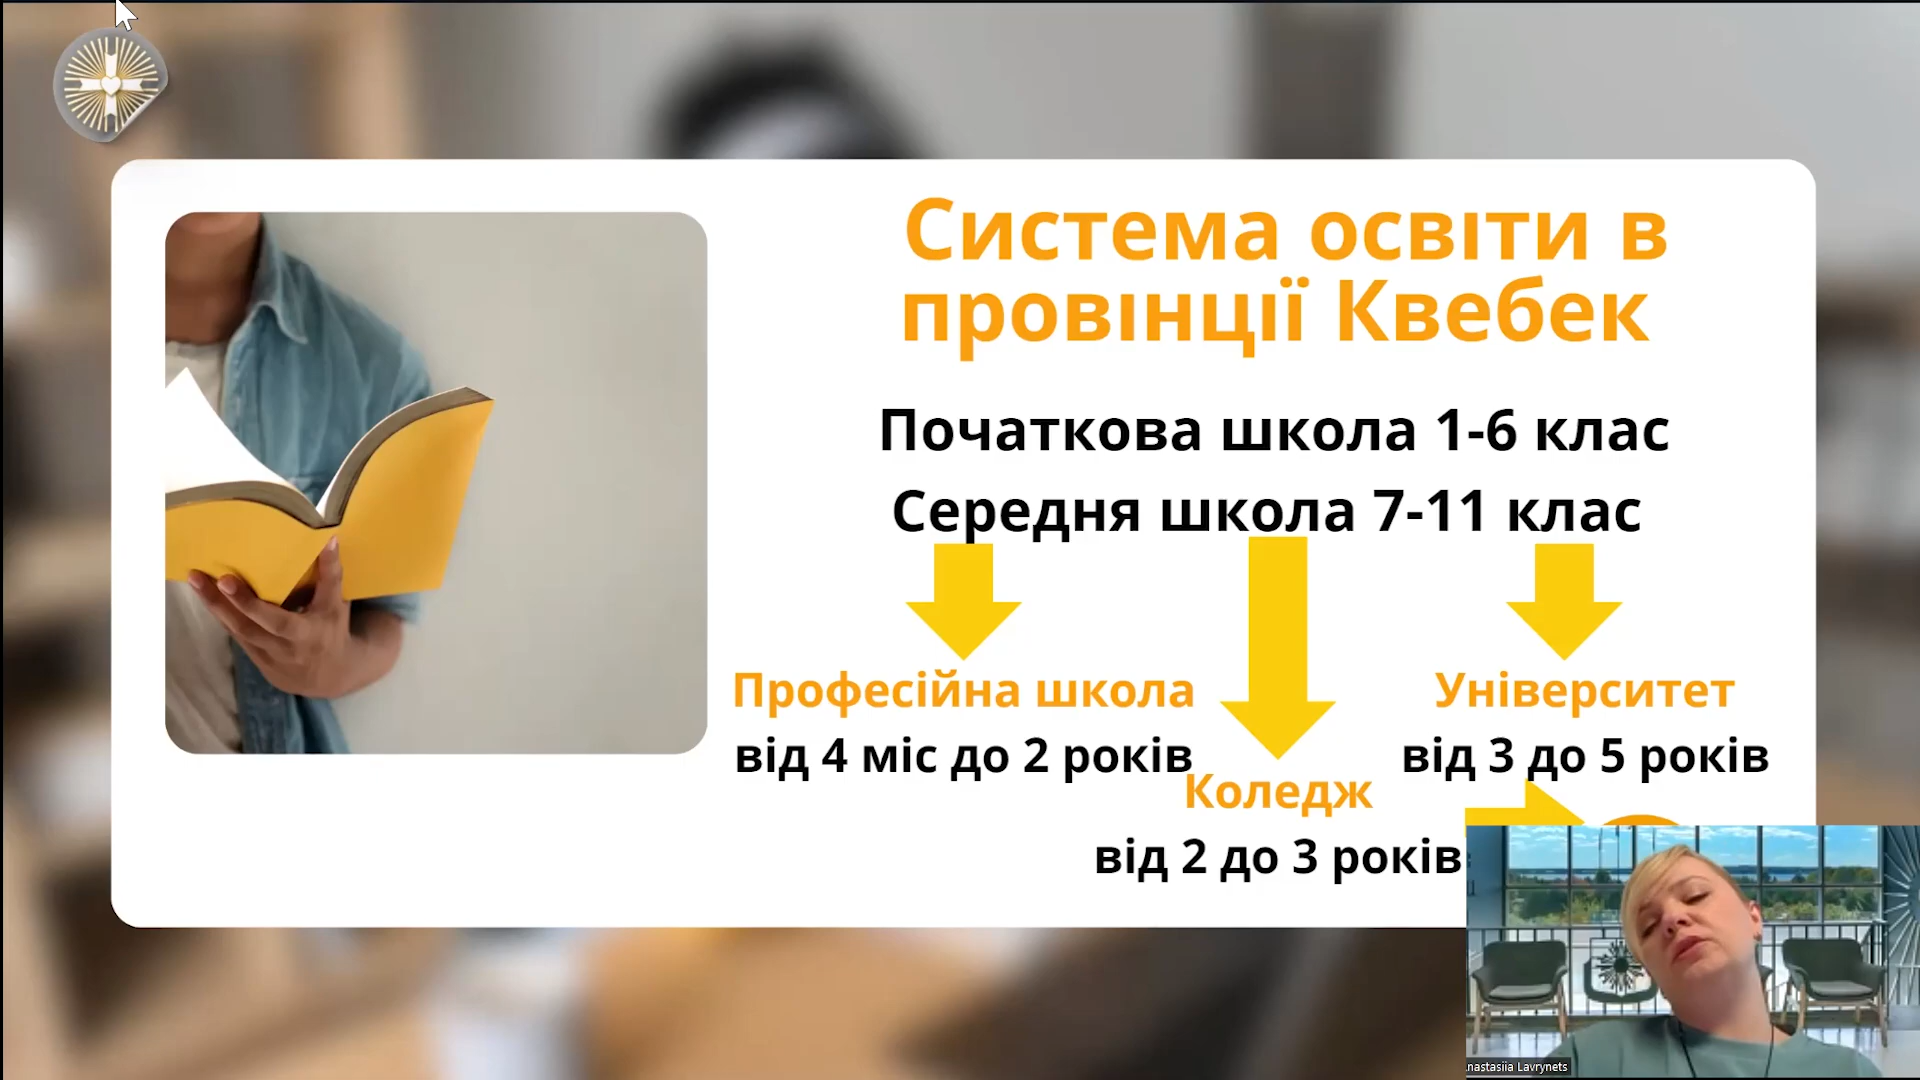 Система освіти в
провінції Квебек
Початкова школа 1-6 клас
Середня школа 7-11 клас
Професійна школа
від 4 міс до 2 років
Університет
від 3 до 5 років
Коледж
від 2 до 3 років
Lavrynets